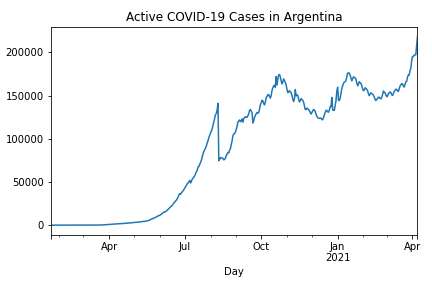 Active COVID-19 Cases in Argentina
200000
150000
100000
50000
0
Apr
Jul
Oct
Jan
2021
Apr
Day